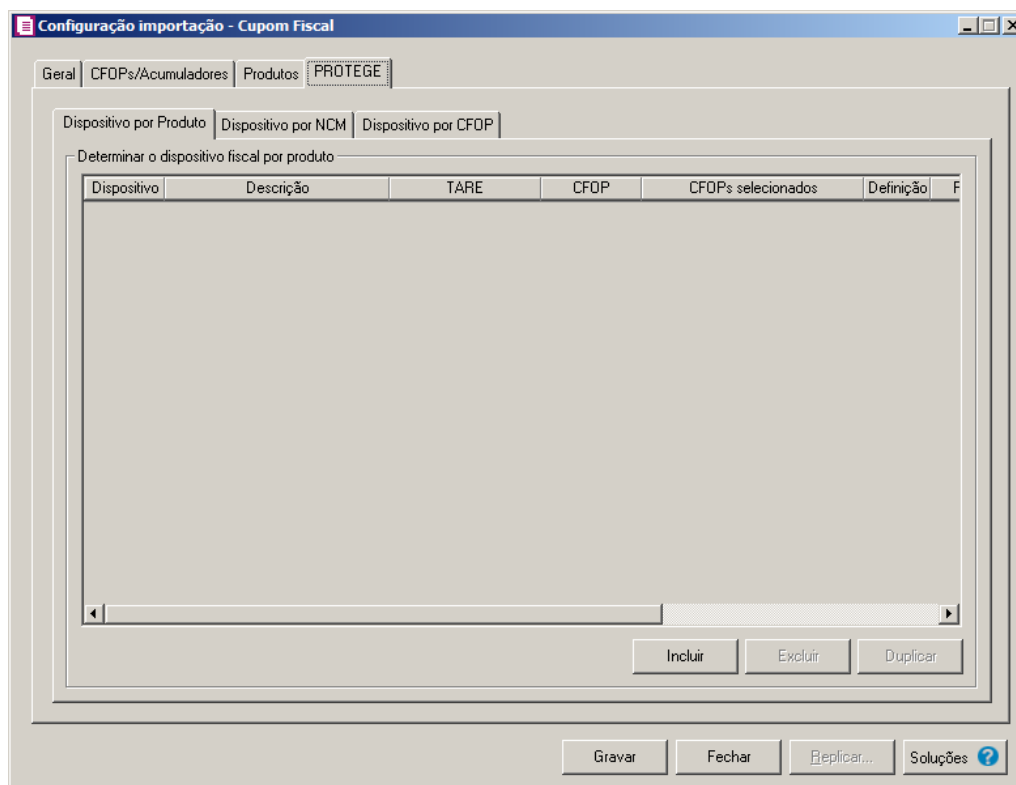 Configuração importação - Cupom Fiscal
Geral CFOPs/Acumuladores Produtos PROTEGE
Dispositivo por Produto Dispositivo por NCM Dispositivo por CFOP
Determinar o dispositivo fiscal por produto
Dispositivo Descrição TARE CFOP CFOPs selecionados Definição F
Incluir Excluir Duplicar
Gravar Fechar Replicar... Soluções ?